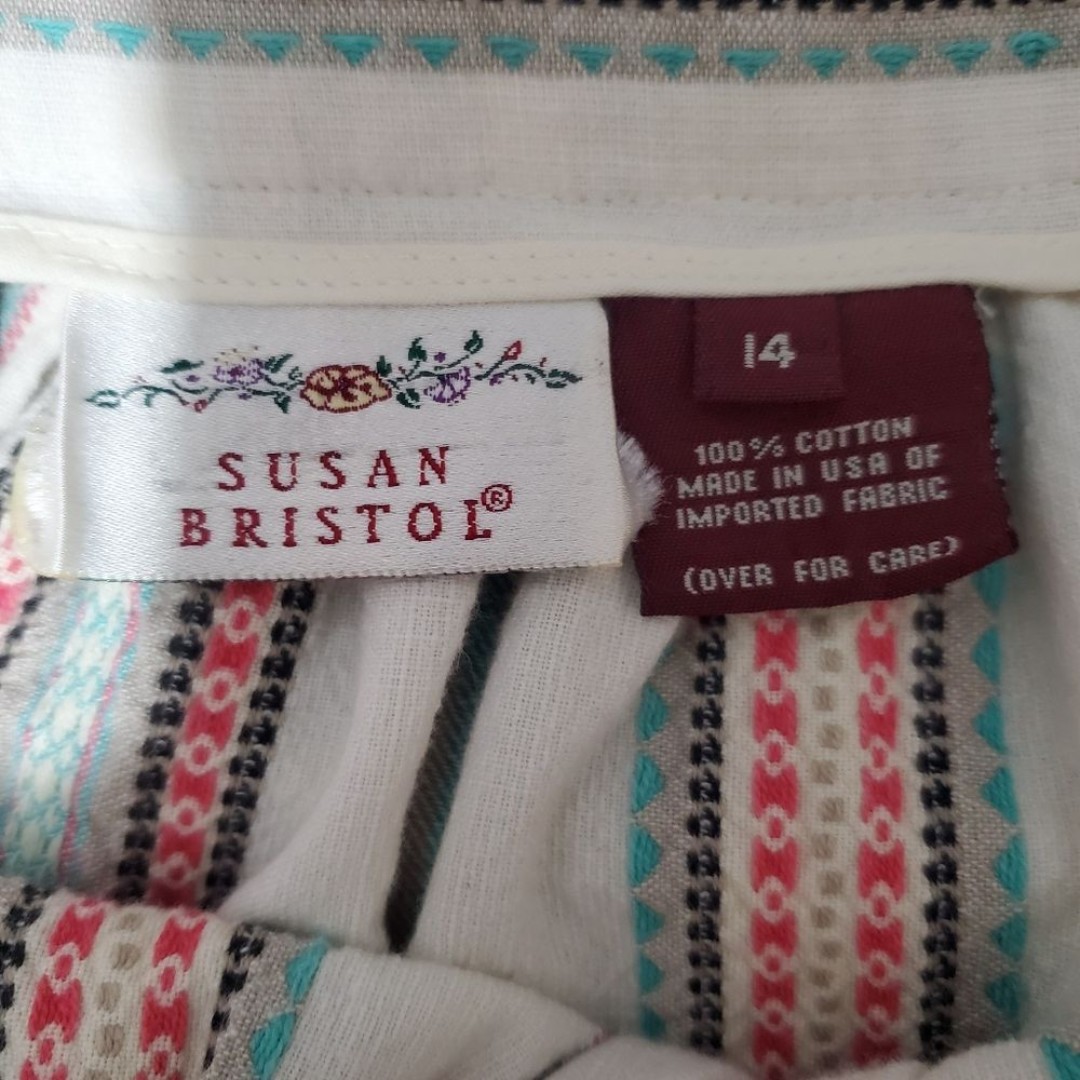 SUSAN
BRISTOL®
14
100% COTTON
MADE IN USA OF
IMPORTED FABRIC
(OVER FOR CARE)